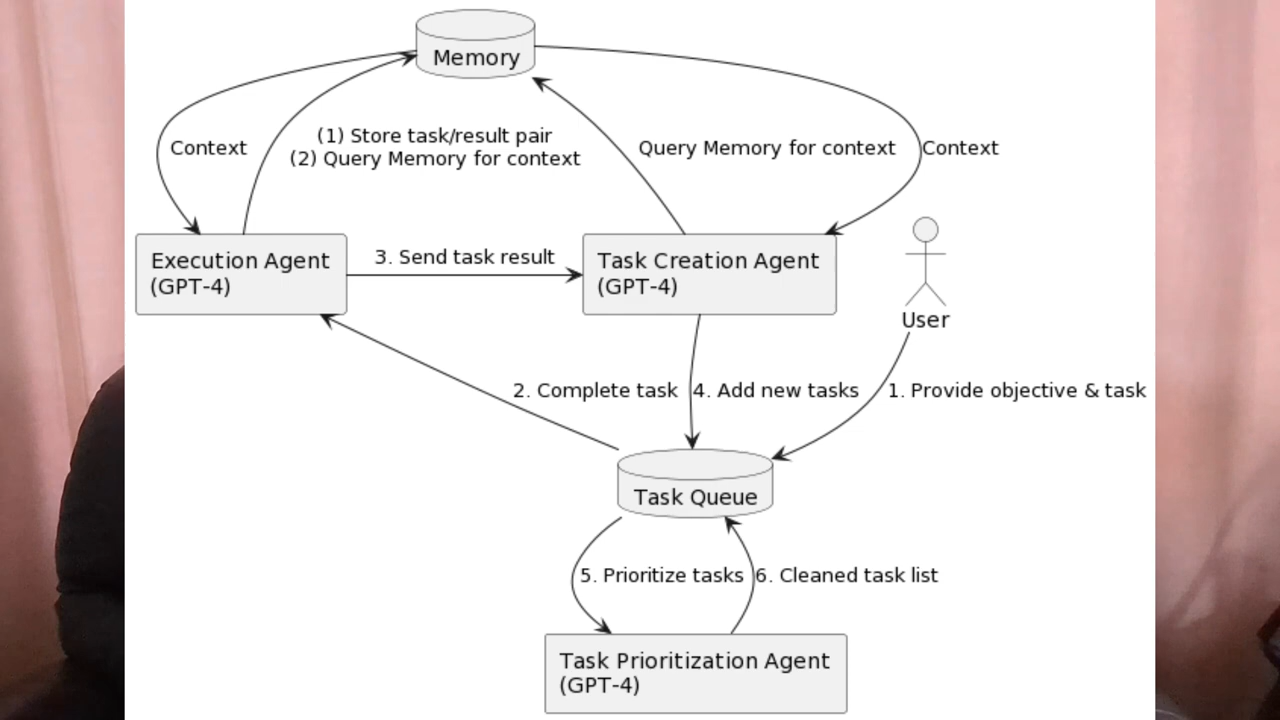 Memory
Context
(1) Store task/result pair
(2) Query Memory for context
Query Memory for context
Context
Execution Agent
(GPT-4)
3. Send task result
Task Creation Agent
(GPT-4)
User
2. Complete task
4. Add new tasks
1. Provide objective & task
Task Queue
5. Prioritize tasks
6. Cleaned task list
Task Prioritization Agent
(GPT-4)